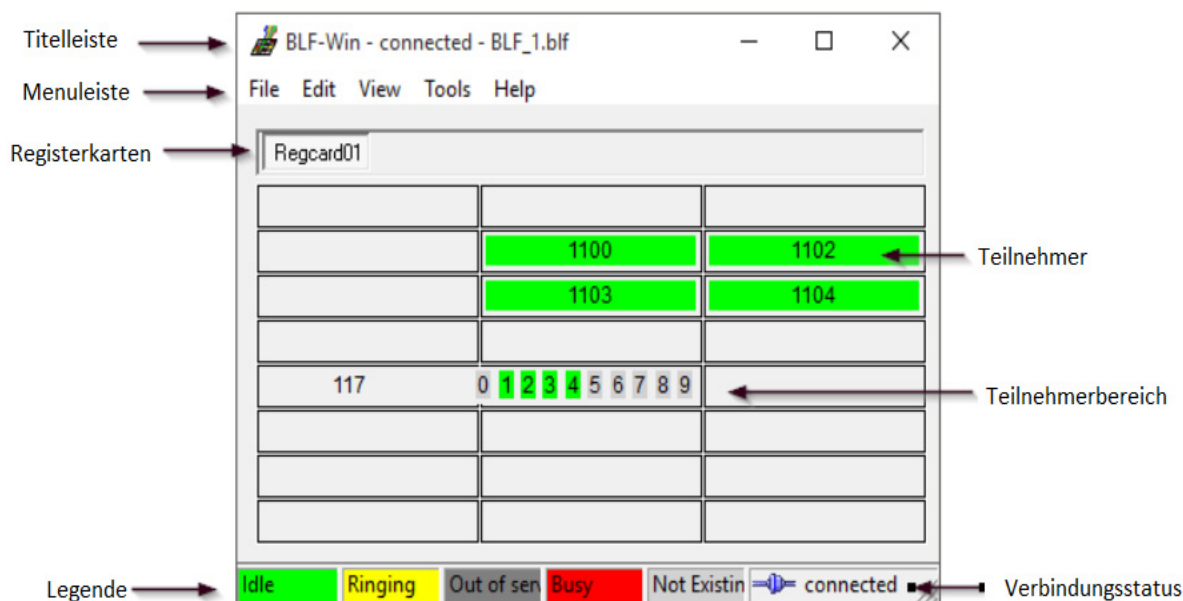 Titelleiste
BLF-Win - connected - BLF_1.blf
Menuleiste
File Edit View Tools Help
Registerkarten
Regcard01
1100 1102
Teilnehmer
1103 1104
117 0 1 2 3 4 5 6 7 8 9
Teilnehmerbereich
Legende
Idle Ringing Out of serv Busy Not Existin connected
Verbindungsstatus